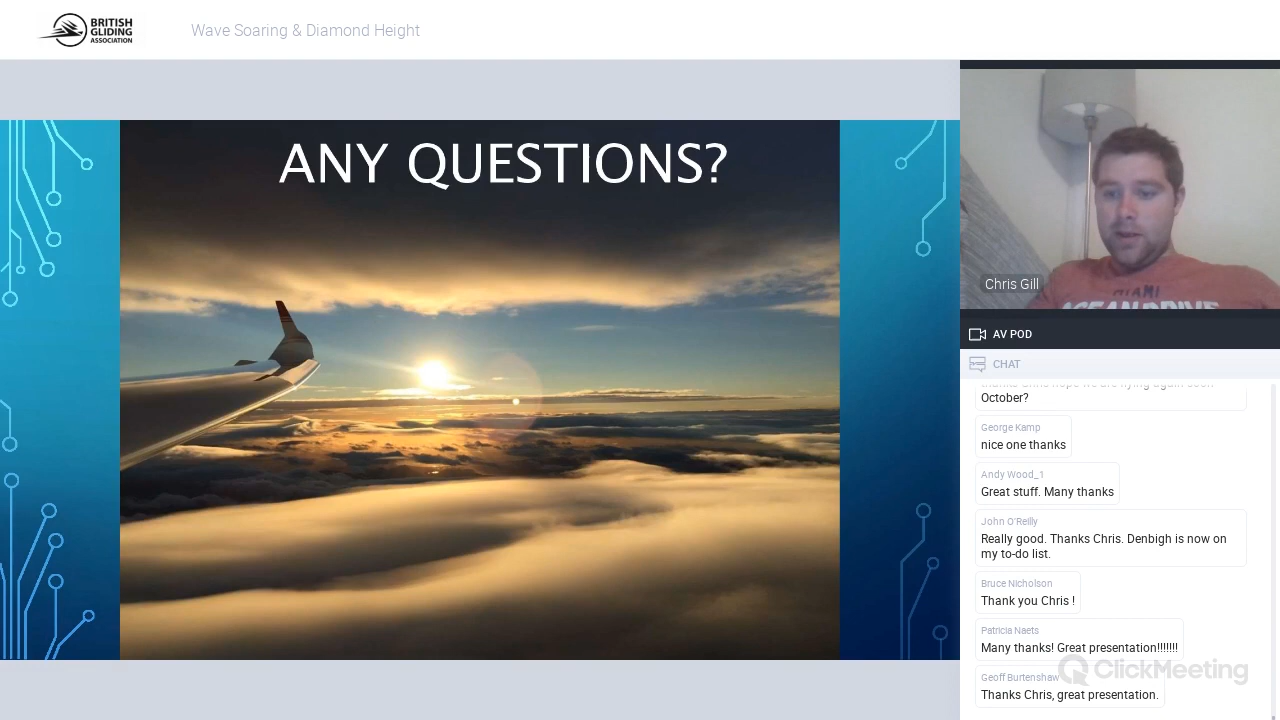 BRITISH
GLIDING
ASSOCIATION
Wave Soaring & Diamond Height
ANY QUESTIONS?
MIAMI
OCEAN DRIVE
Chris Gill
AV POD
CHAT
October?
George Kamp
nice one thanks
Andy Wood_1
Great stuff. Many thanks
John O'Reilly
Really good. Thanks Chris. Denbigh is now on
my to-do list.
Bruce Nicholson
Thank you Chris !
Patricia Naets
Many thanks! Great presentation!!!!!!!
ClickMeeting
Geoff Burtenshaw
Thanks Chris, great presentation.